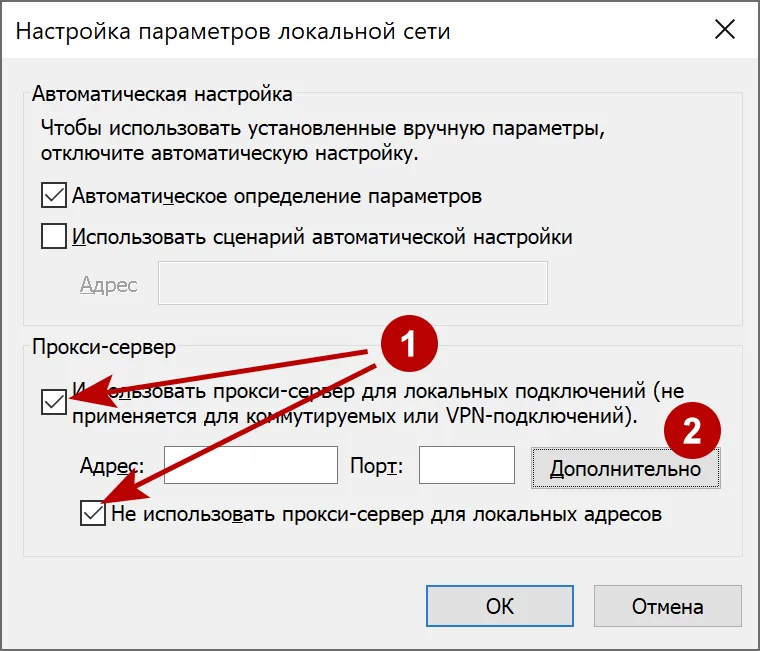 Настройка параметров локальной сети
Автоматическая настройка
Чтобы использовать установленные вручную параметры,
отключите автоматическую настройку.
Автоматическое определение параметров
Использовать сценарий автоматической настройки
Адрес
Прокси-сервер
1
Использовать прокси-сервер для локальных подключений (не
применяется для коммутируемых или VPN-подключений).
2
Адрес:
Порт:
Дополнительно
Не использовать прокси-сервер для локальных адресов
ОК
Отмена